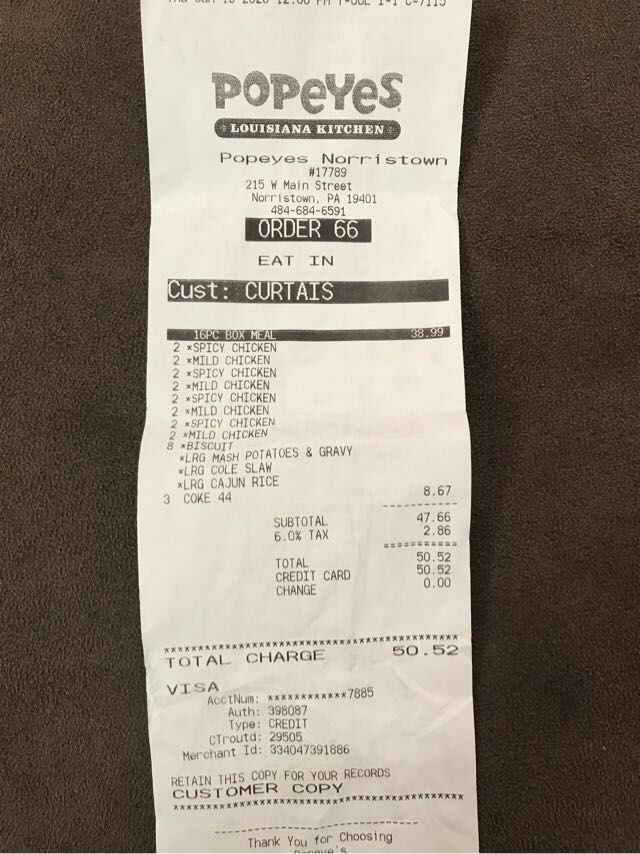 POPEYES
LOUISIANA KITCHEN
Popeyes Norristown
#17789
215 W Main Street
Norristown, PA 19401
484-684-6591
ORDER 66
EAT IN
Cust: CURTAIS
16PC BOX MEAL 38.99
2 *SPICY CHICKEN
2 *MILD CHICKEN
2 *SPICY CHICKEN
2 *MILD CHICKEN
2 *SPICY CHICKEN
2 *MILD CHICKEN
2 *SPICY CHICKEN
2 *MILD CHICKEN
8 *BISCUIT
*LRG MASH POTATOES & GRAVY
*LRG COLE SLAW
*LRG CAJUN RICE
3 COKE 44 8.67
SUBTOTAL 47.66
6.0% TAX 2.86
TOTAL 50.52
CREDIT CARD 50.52
CHANGE 0.00
TOTAL CHARGE 50.52
VISA
AcctNum: ************7885
Auth: 398087
Type: CREDIT
CTroutd: 29505
Merchant Id: 334047391886
RETAIN THIS COPY FOR YOUR RECORDS
CUSTOMER COPY
Thank You for Choosing